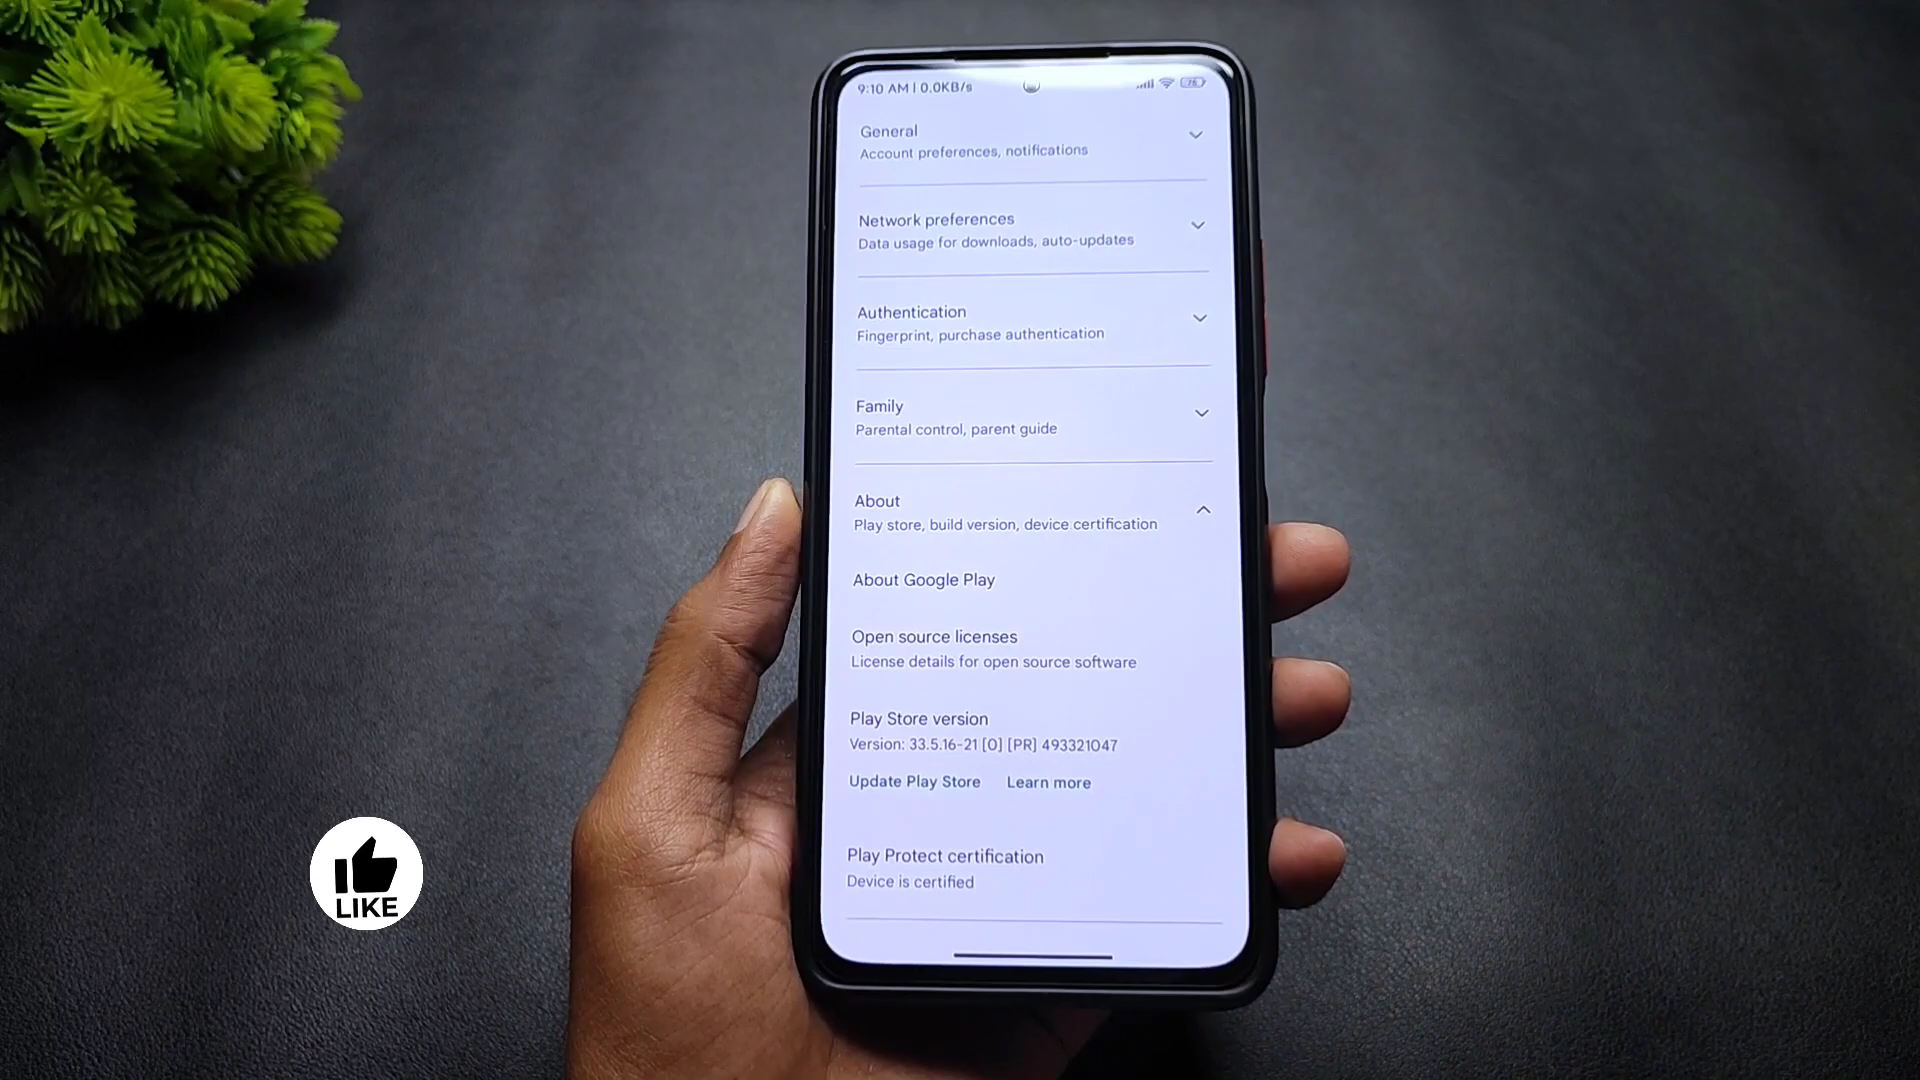 9:10 AM | 0.0KB/s
76
General
Account preferences, notifications
Network preferences
Data usage for downloads, auto-updates
Authentication
Fingerprint, purchase authentication
Family
Parental control, parent guide
About
Play store, build version, device certification
About Google Play
Open source licenses
License details for open source software
Play Store version
Version: 33.5.16-21 [0] [PR] 493321047
Update Play Store Learn more
Play Protect certification
Device is certified
LIKE